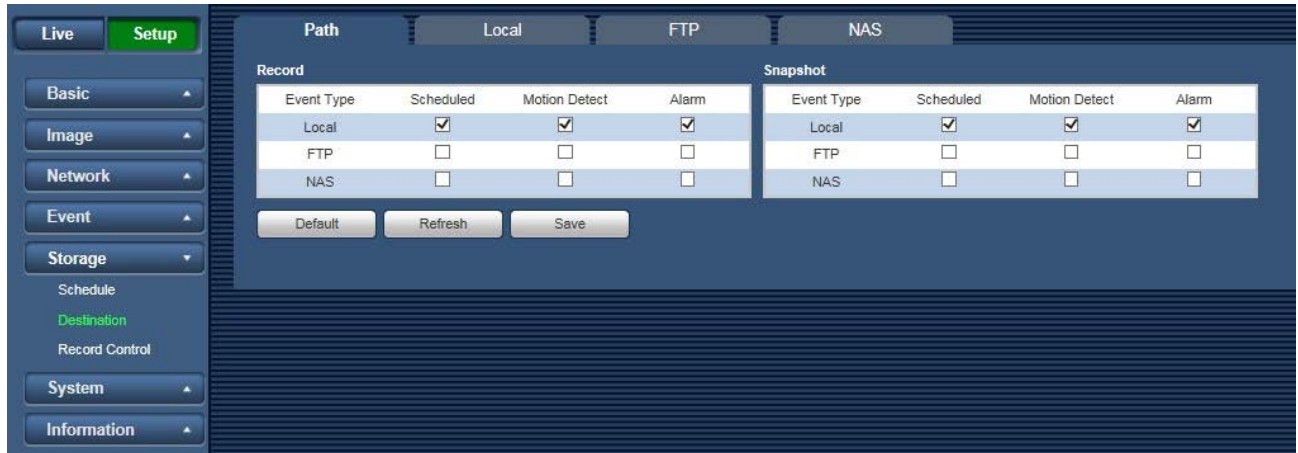 Live Setup
Path Local FTP NAS
Basic
Image
Network
Event
Storage
Schedule
Destination
Record Control
System
Information
Record
Event Type Scheduled Motion Detect Alarm
Local
FTP
NAS
Snapshot
Event Type Scheduled Motion Detect Alarm
Local
FTP
NAS
Default Refresh Save